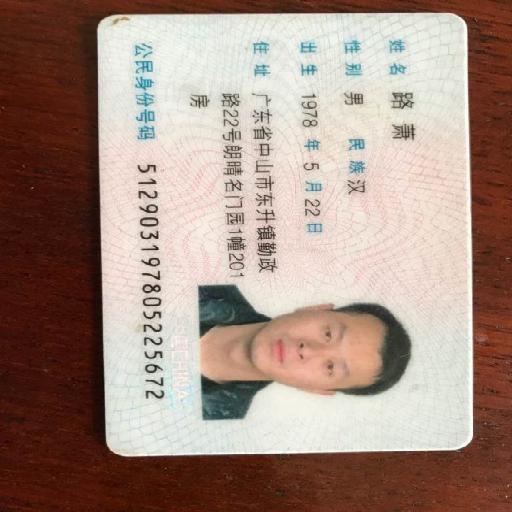 姓名 路萧
性别 男 民族 汉
出生 1978 年 5 月 22 日
住址 广东省中山市东升镇勤政
路22号朗晴名门园1幢201
房
公民身份号码 512903197805225672
CHINA